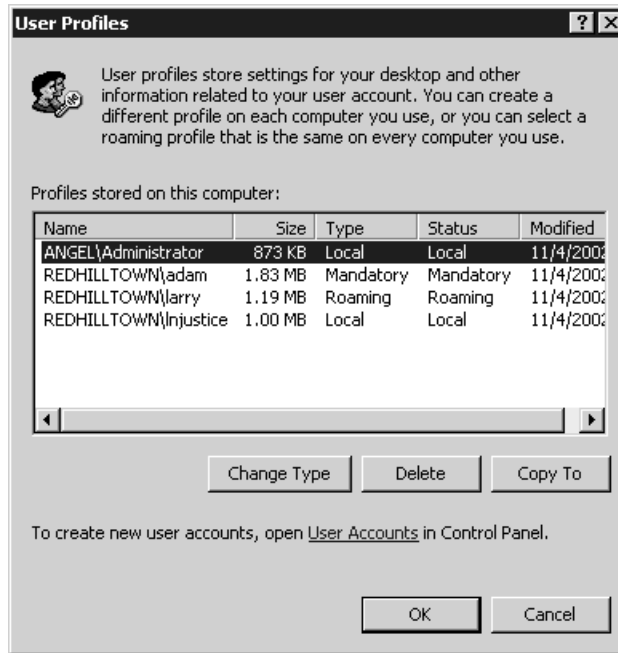 User Profiles
User profiles store settings for your desktop and other
information related to your user account. You can create a
different profile on each computer you use, or you can select a
roaming profile that is the same on every computer you use.
Profiles stored on this computer:
Name Size Type Status Modified
ANGEL\Administrator 873 KB Local Local 11/4/2002
REDHILLTOWN\adam 1.83 MB Mandatory Mandatory 11/4/2002
REDHILLTOWN\larry 1.19 MB Roaming Roaming 11/4/2002
REDHILLTOWN\lnjustice 1.00 MB Local Local 11/4/2002
Change Type Delete Copy To
To create new user accounts, open User Accounts in Control Panel.
OK Cancel